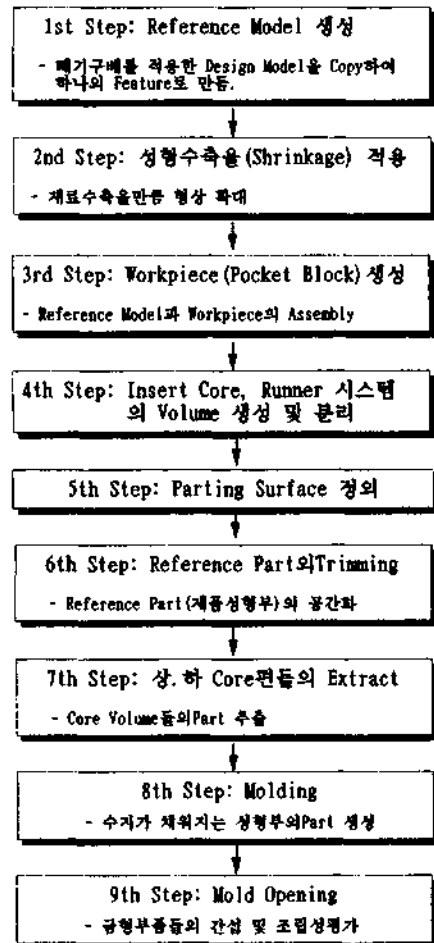 1st Step: Reference Model 생성
- 빼기구배를 적용한 Design Model을 Copy하여
하나의 Feature로 만듬.
2nd Step: 성형수축율(Shrinkage) 적용
- 재료수축율만큼 형상 확대
3rd Step: Workpiece(Pocket Block)생성
- Reference Model과 Workpiece의 Assembly
4th Step: Insert Core, Runner 시스템
의 Volume 생성 및 분리
5th Step: Parting Surface 정의
6th Step: Reference Part의Trimming
- Reference Part(제품성형부)의 공간화
7th Step: 상.하 Core편들의 Extract
- Core Volume들의Part 추출
8th Step: Molding
- 수지가 채워지는 성형부의Part 생성
9th Step: Mold Opening
- 금형부품들의 간섭 및 조립성평가